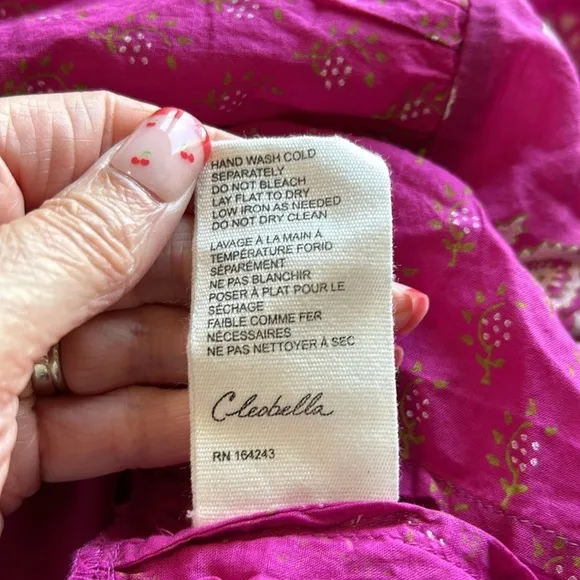 HAND WASH COLD
SEPARATELY
DO NOT BLEACH
LAY FLAT TO DRY
LOW IRON AS NEEDED
DO NOT DRY CLEAN
LAVAGE À LA MAIN À
TEMPÉRATURE FORID
SÉPARÉMENT
NE PAS BLANCHIR
POSER À PLAT POUR LE
SÉCHAGE
FAIBLE COMME FER
NÉCESSAIRES
NE PAS NETTOYER À SEC
Cleobella
RN 164243